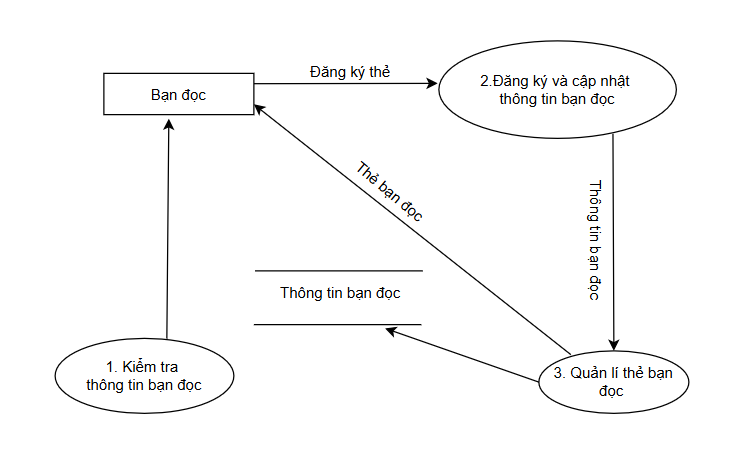 Đăng ký thẻ
Bạn đọc
2.Đăng ký và cập nhật
thông tin bạn đọc
Thẻ bạn đọc
Thông tin bạn đọc
Thông tin bạn đọc
1. Kiểm tra
thông tin bạn đọc
3. Quản lí thẻ bạn
đọc